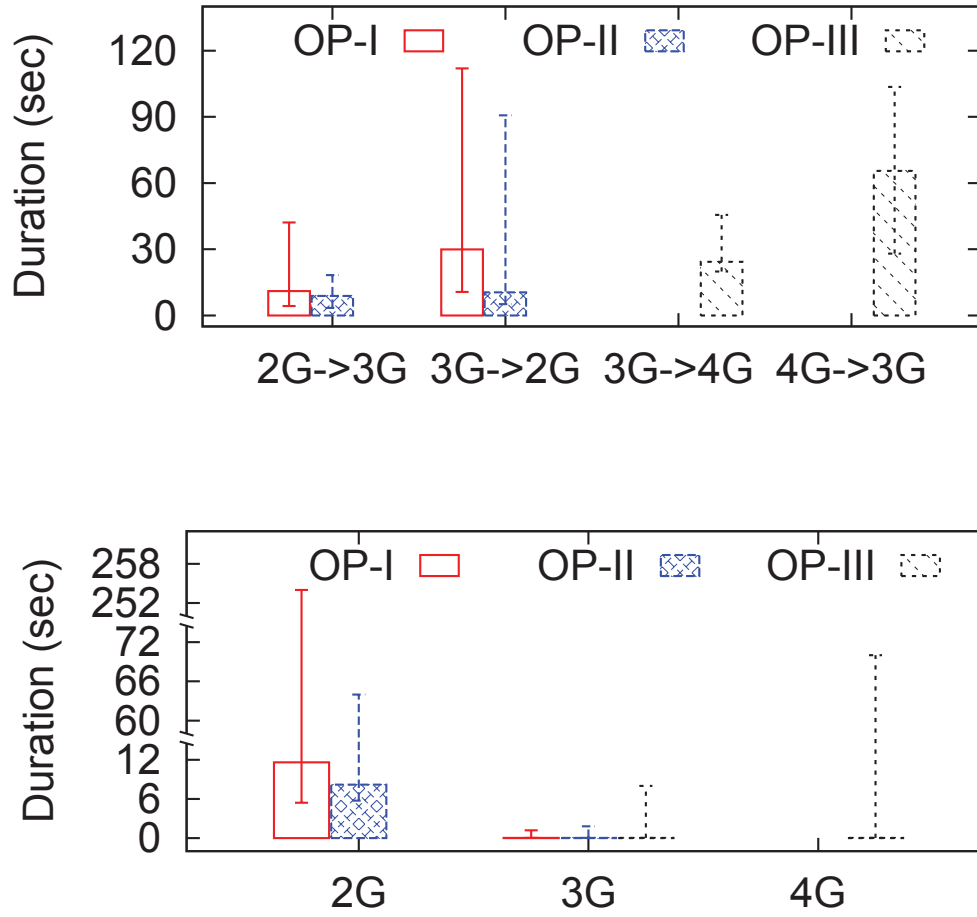 Duration (sec)
OP-I OP-II OP-III
120
90
60
30
0
2G->3G 3G->2G 3G->4G 4G->3G
Duration (sec)
OP-I OP-II OP-III
258
252
72
66
60
12
6
0
2G 3G 4G